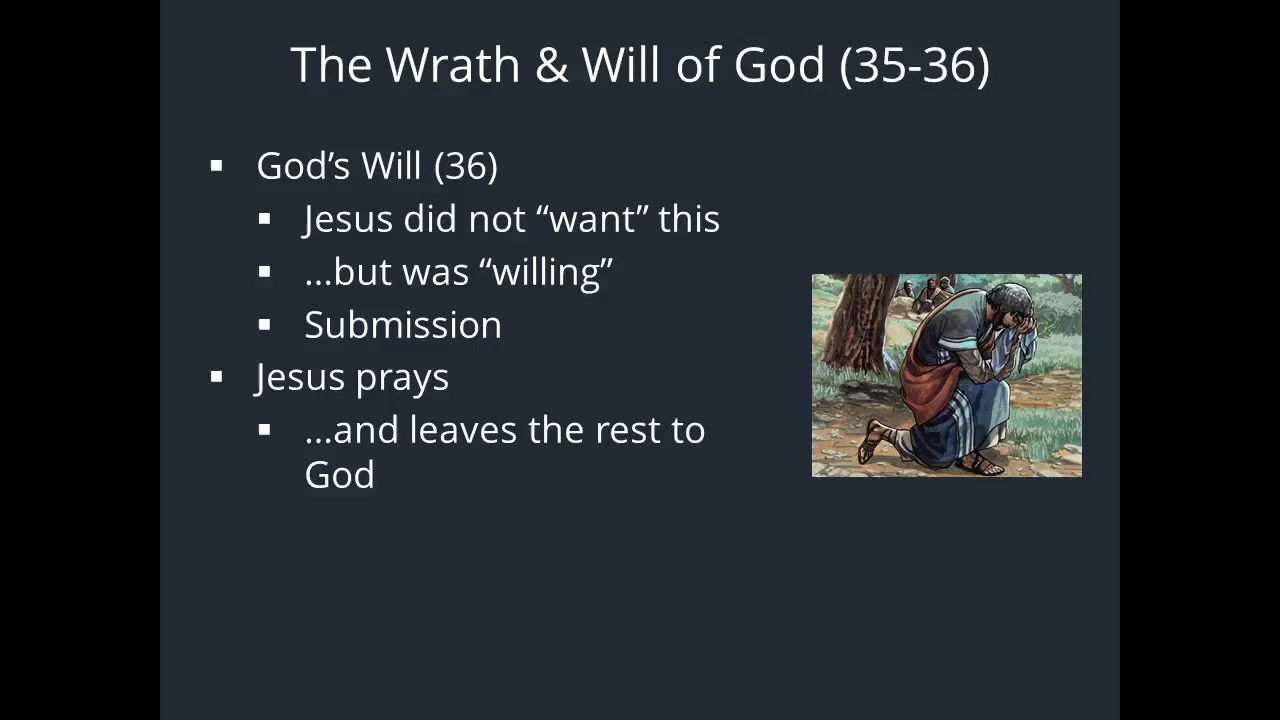 The Wrath & Will of God (35-36)
▪ God’s Will (36)
▪ Jesus did not “want” this
▪ …but was “willing”
▪ Submission
▪ Jesus prays
▪ …and leaves the rest to
God